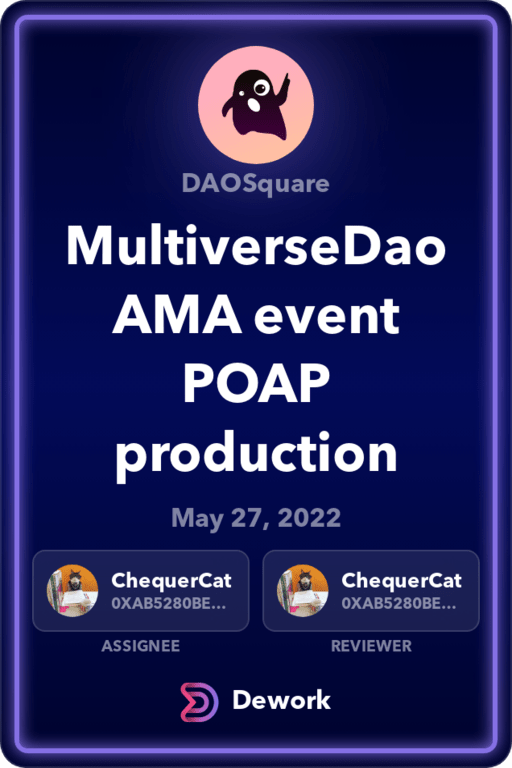 DAOSquare
MultiverseDao
AMA event
POAP
production
May 27, 2022
ChequerCat
0XAB5280BE...
ASSIGNEE
ChequerCat
0XAB5280BE...
REVIEWER
Dework